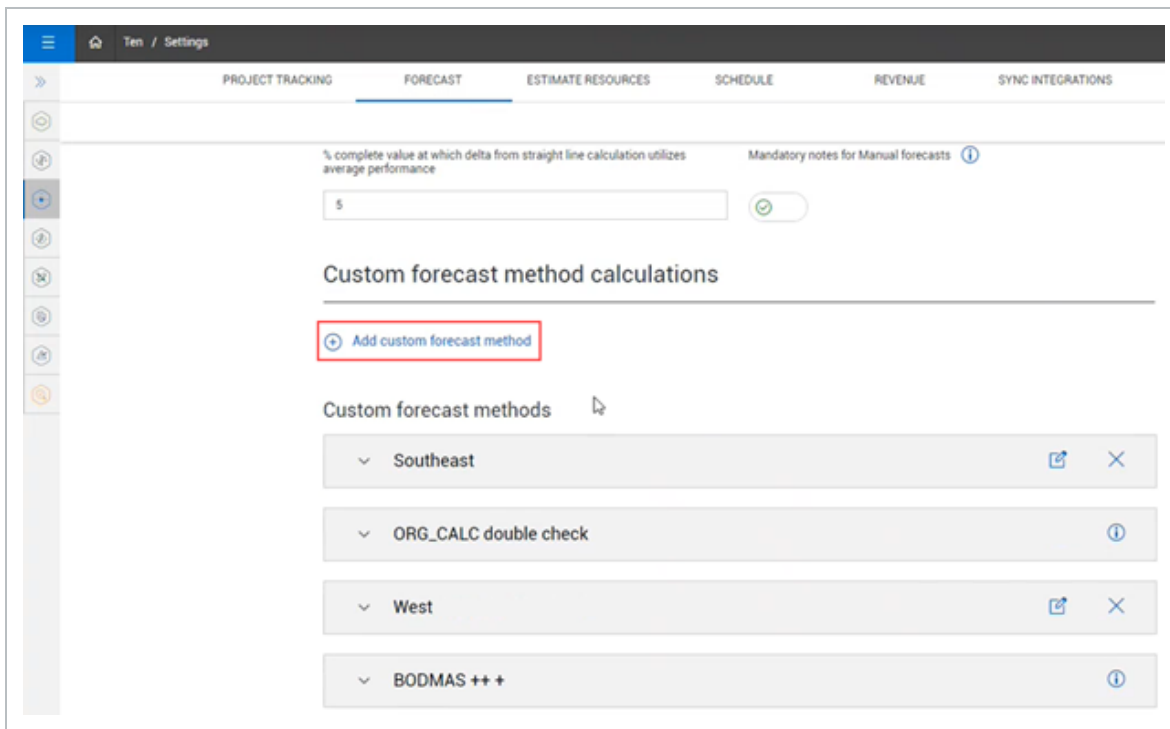 Ten / Settings
PROJECT TRACKING FORECAST ESTIMATE RESOURCES SCHEDULE REVENUE SYNC INTEGRATIONS
% complete value at which delta from straight line calculation utilizes
average performance
Mandatory notes for Manual forecasts
5
Custom forecast method calculations
Add custom forecast method
Custom forecast methods
Southeast
ORG_CALC double check
West
BODMAS ++ +